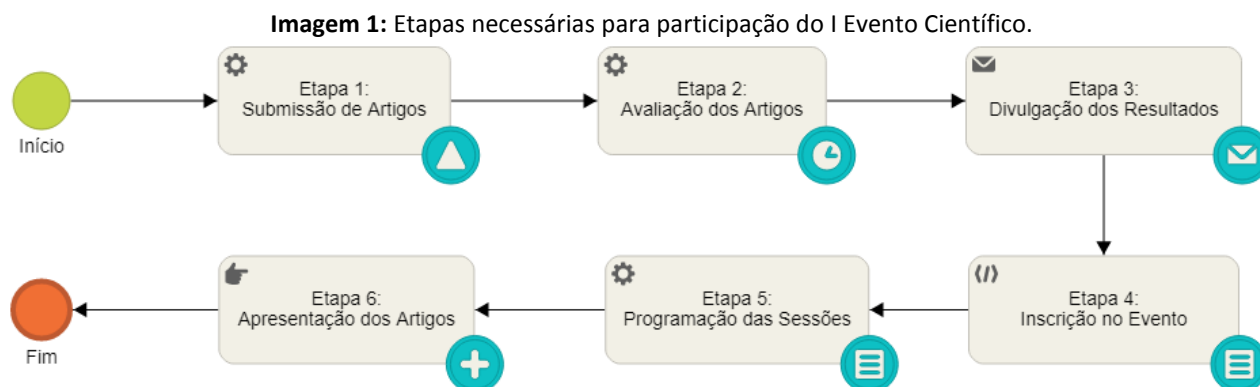 Imagem 1: Etapas necessárias para participação do I Evento Científico.
Início
Etapa 1:
Submissão de Artigos
Etapa 2:
Avaliação dos Artigos
Etapa 3:
Divulgação dos Resultados
Etapa 4:
Inscrição no Evento
Etapa 5:
Programação das Sessões
Etapa 6:
Apresentação dos Artigos
Fim